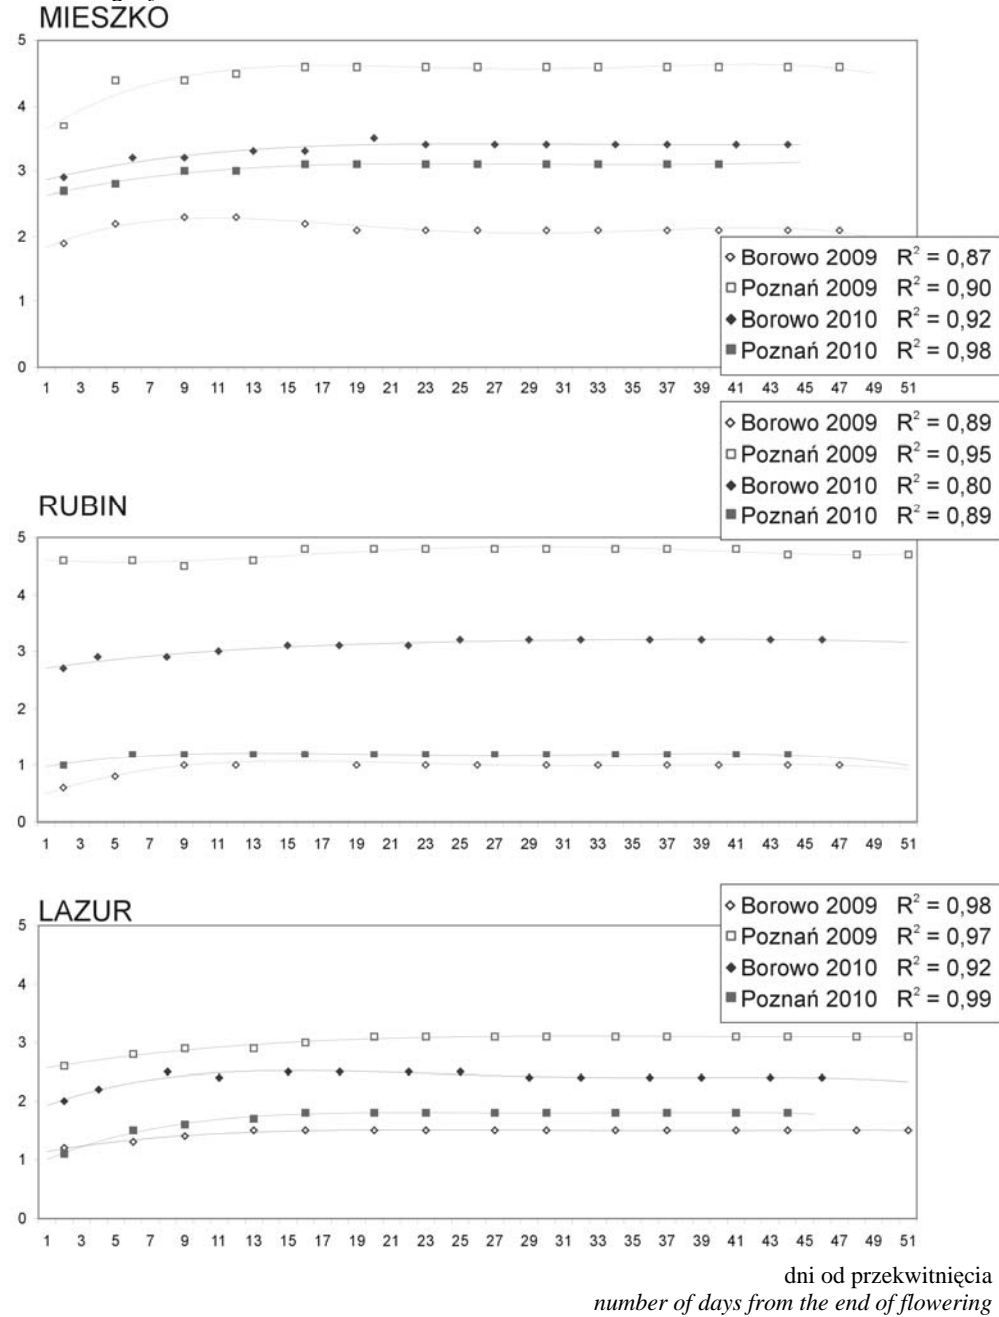 MIESZKO
5
4
3
2
1
0
1 3 5 7 9 11 13 15 17 19 21 23 25 27 29 31 33 35 37 39 41 43 45 47 49 51
Borowo 2009 R² = 0,87
Poznań 2009 R² = 0,90
Borowo 2010 R² = 0,92
Poznań 2010 R² = 0,98
Borowo 2009 R² = 0,89
Poznań 2009 R² = 0,95
Borowo 2010 R² = 0,80
Poznań 2010 R² = 0,89
RUBIN
5
4
3
2
1
0
1 3 5 7 9 11 13 15 17 19 21 23 25 27 29 31 33 35 37 39 41 43 45 47 49 51
LAZUR
Borowo 2009 R² = 0,98
Poznań 2009 R² = 0,97
Borowo 2010 R² = 0,92
Poznań 2010 R² = 0,99
5
4
3
2
1
0
1 3 5 7 9 11 13 15 17 19 21 23 25 27 29 31 33 35 37 39 41 43 45 47 49 51
dni od przekwitnięcia
number of days from the end of flowering